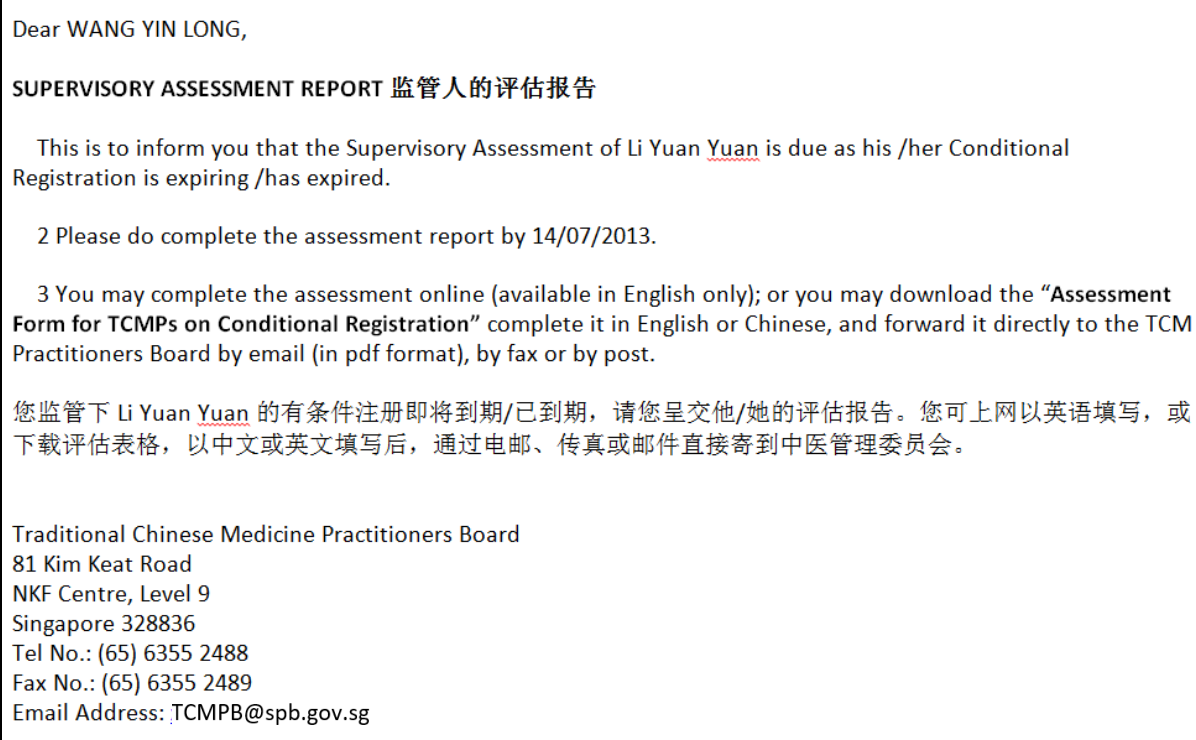 Dear WANG YIN LONG,
SUPERVISORY ASSESSMENT REPORT 监管人的评估报告
This is to inform you that the Supervisory Assessment of Li Yuan Yuan is due as his /her Conditional
Registration is expiring /has expired.
2 Please do complete the assessment report by 14/07/2013.
3 You may complete the assessment online (available in English only); or you may download the “Assessment
Form for TCMPs on Conditional Registration” complete it in English or Chinese, and forward it directly to the TCM
Practitioners Board by email (in pdf format), by fax or by post.
您监管下 Li Yuan Yuan 的有条件注册即将到期/已到期，请您呈交他/她的评估报告。您可上网以英语填写，或
下载评估表格，以中文或英文填写后，通过电邮、传真或邮件直接寄到中医管理委员会。
Traditional Chinese Medicine Practitioners Board
81 Kim Keat Road
NKF Centre, Level 9
Singapore 328836
Tel No.: (65) 6355 2488
Fax No.: (65) 6355 2489
Email Address: TCMPB@spb.gov.sg